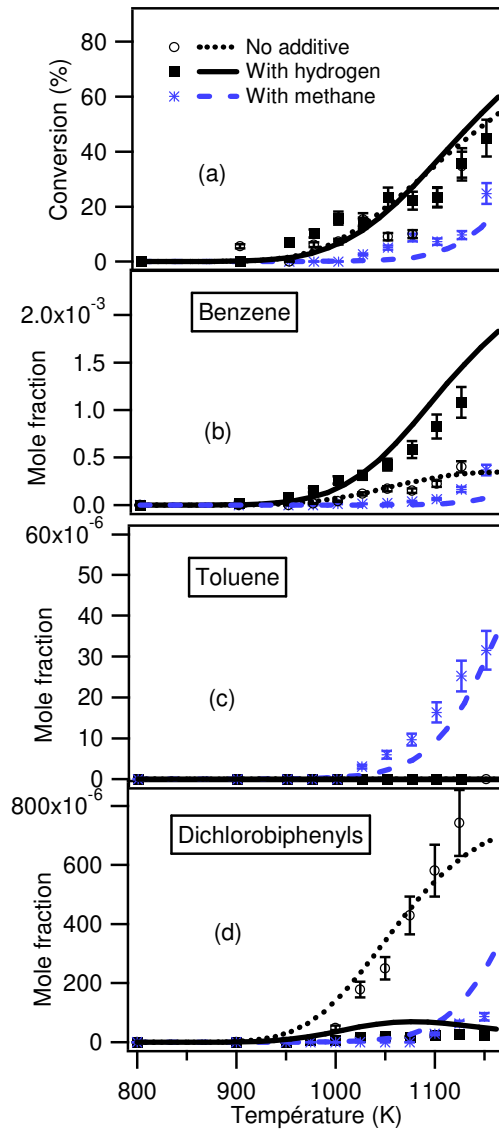 80
60
40
20
0
Conversion (%)
No additive
With hydrogen
With methane
(a)
2.0x10⁻³
1.5
1.0
0.5
0.0
Mole fraction
Benzene
(b)
60x10⁻⁶
50
40
30
20
10
0
Mole fraction
Toluene
(c)
800x10⁻⁶
600
400
200
0
Mole fraction
Dichlorobiphenyls
(d)
800 900 1000 1100
Température (K)